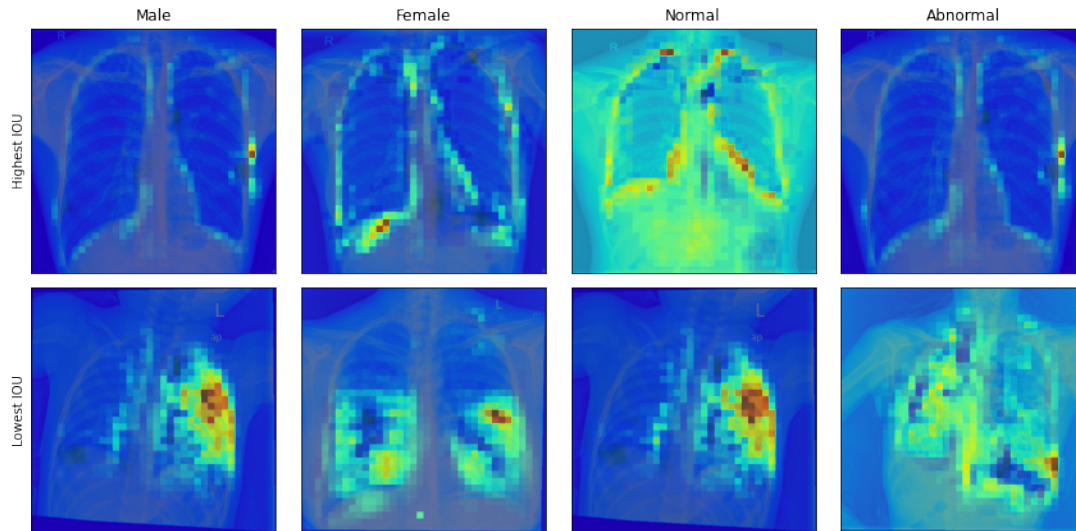 Male Female Normal Abnormal
Highest IOU
R R R R
Lowest IOU
L L L
ap ap